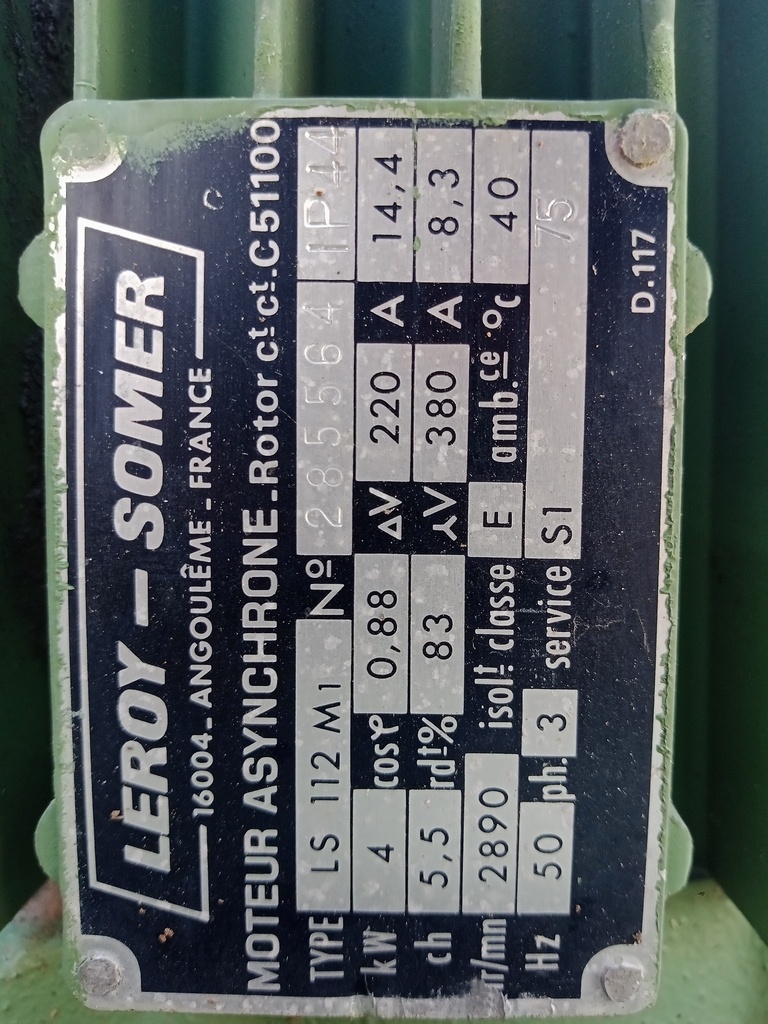 LEROY - SOMER
16004 - ANGOULÊME - FRANCE
MOTEUR ASYNCHRONE. Rotor cᵗ.cᵗ. C51100
TYPE LS 112 M1 Nº 285564 IP 44
kW 4 cosφ 0,88 ΔV 220 A 14,4
ch 5,5 rdᵗ% 83 ⅄V 380 A 8,3
tr/mn 2890 isolᵗ. classe E amb.ᶜᵉ .ºC 40
Hz 50 ph. 3 service S1 75
D.117